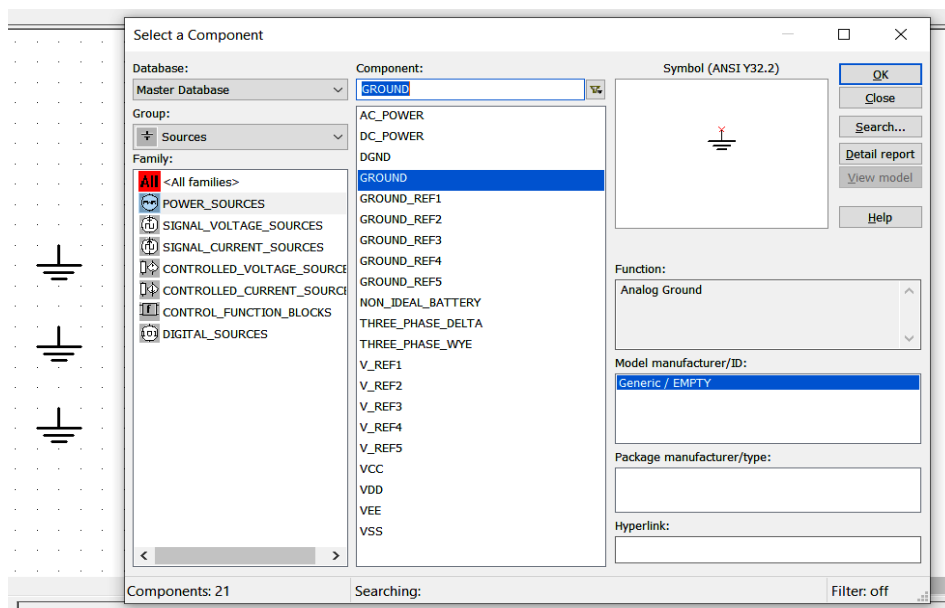 Select a Component
Database:
Master Database
Group:
Sources
Family:
All <All families>
POWER_SOURCES
SIGNAL_VOLTAGE_SOURCES
SIGNAL_CURRENT_SOURCES
CONTROLLED_VOLTAGE_SOURCE
CONTROLLED_CURRENT_SOURCE
CONTROL_FUNCTION_BLOCKS
DIGITAL_SOURCES
Component:
GROUND
AC_POWER
DC_POWER
DGND
GROUND
GROUND_REF1
GROUND_REF2
GROUND_REF3
GROUND_REF4
GROUND_REF5
NON_IDEAL_BATTERY
THREE_PHASE_DELTA
THREE_PHASE_WYE
V_REF1
V_REF2
V_REF3
V_REF4
V_REF5
VCC
VDD
VEE
VSS
Symbol (ANSI Y32.2)
OK
Close
Search...
Detail report
View model
Help
Function:
Analog Ground
Model manufacturer/ID:
Generic / EMPTY
Package manufacturer/type:
Hyperlink:
Components: 21
Searching:
Filter: off